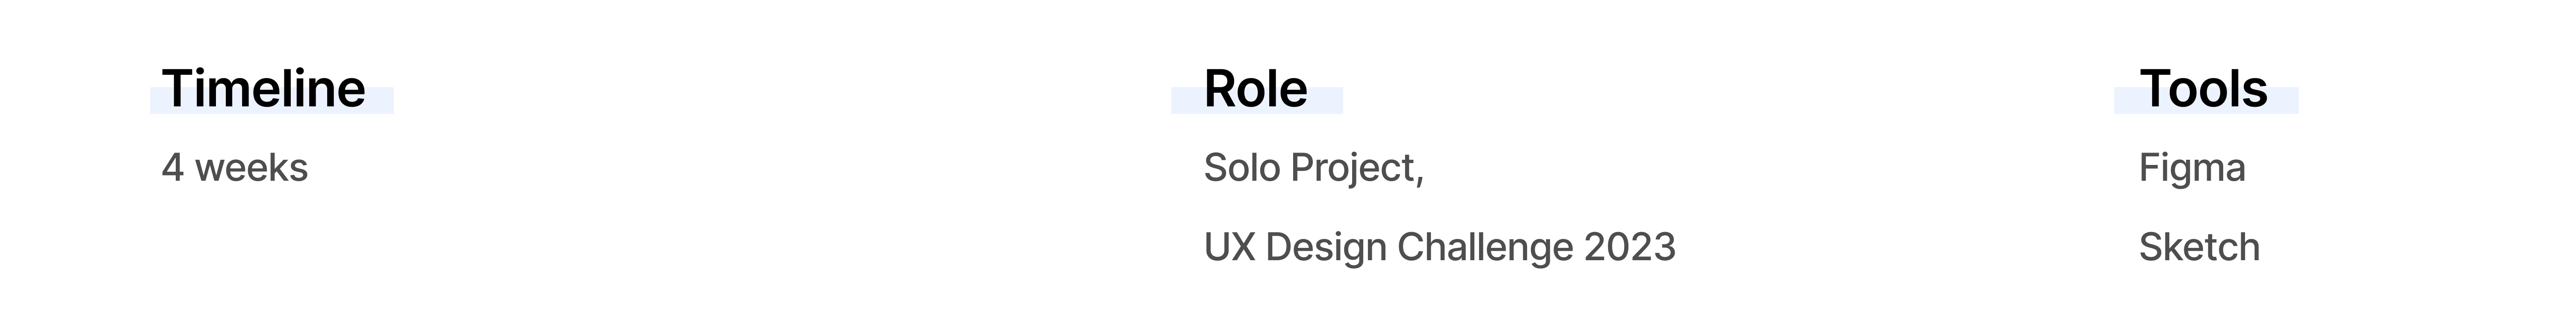 Timeline
4 weeks
Role
Solo Project,
UX Design Challenge 2023
Tools
Figma
Sketch